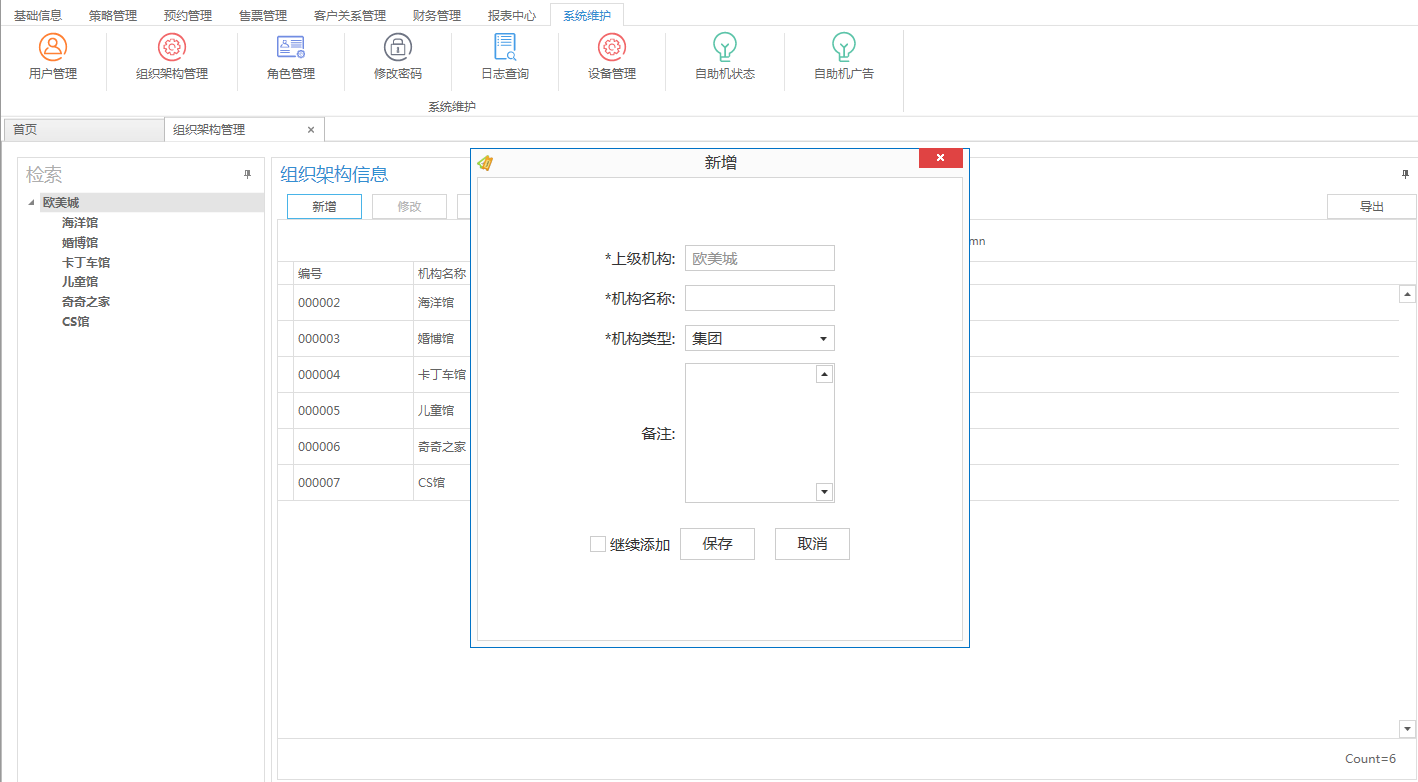 基础信息 策略管理 预约管理 售票管理 客户关系管理 财务管理 报表中心 系统维护
用户管理 组织架构管理 角色管理 修改密码 日志查询 设备管理 自助机状态 自助机广告
系统维护
首页 组织架构管理 ×
检索
欧美城
海洋馆
婚博馆
卡丁车馆
儿童馆
奇奇之家
CS馆
组织架构信息
新增 修改 导出
mn
编号 机构名称
000002 海洋馆
000003 婚博馆
000004 卡丁车馆
000005 儿童馆
000006 奇奇之家
000007 CS馆
Count=6
新增
*上级机构: 欧美城
*机构名称:
*机构类型: 集团
备注:
继续添加 保存 取消